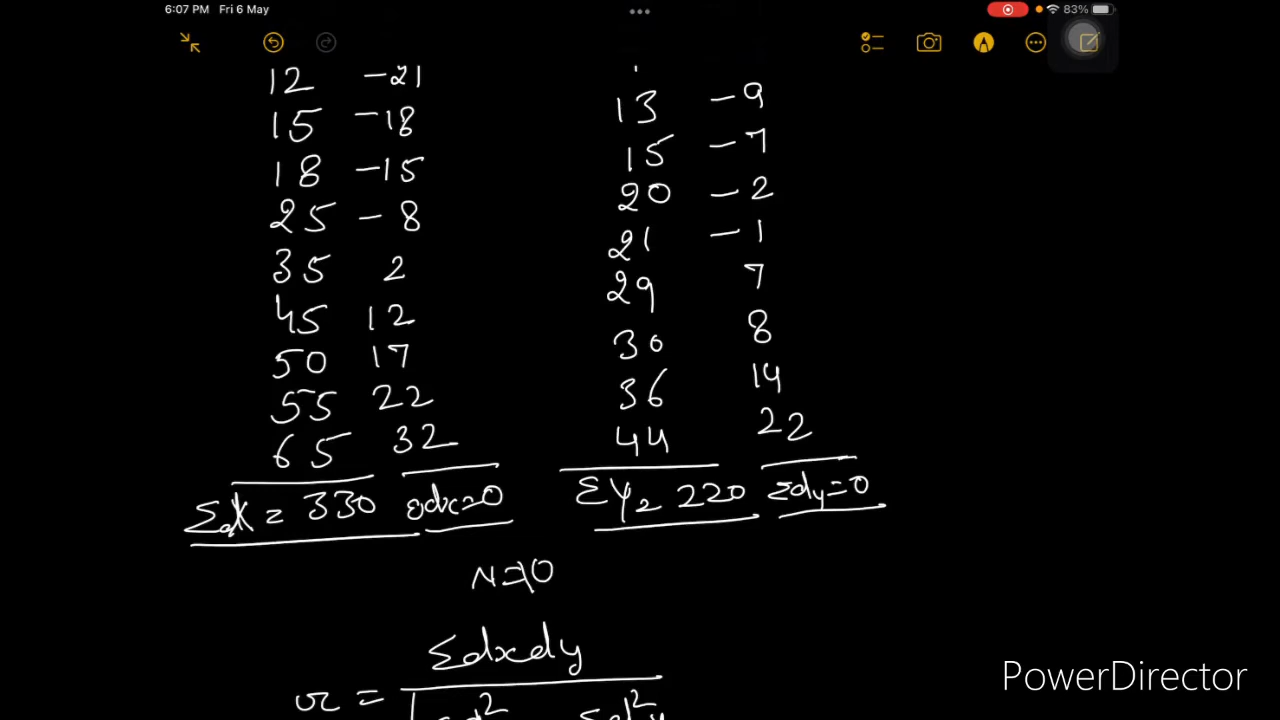 6:07 PM Fri 6 May 83%
12 -21
13 -9
15 -18
15 -7
18 -15
20 -2
25 -8
21 -1
35 2
29 7
45 12
30 8
50 17
36 14
55 22
44 22
65 32
Σx = 330 Σdx=0 Σy = 220 Σdy=0
N=10
Σdxdy
r =
Σd²y
PowerDirector